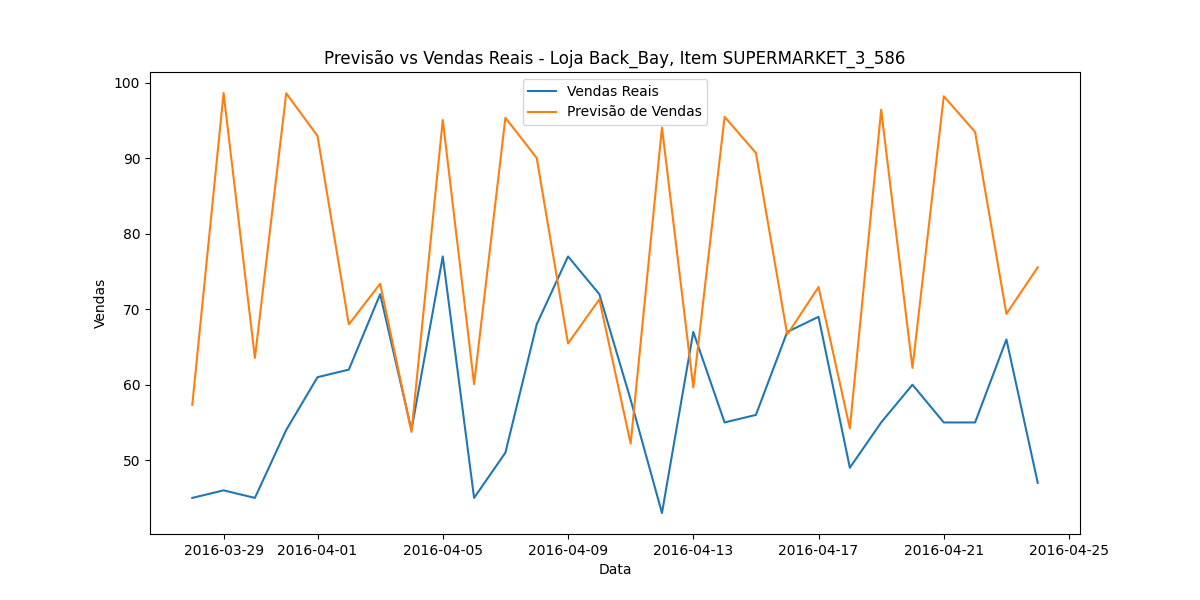 Previsão vs Vendas Reais - Loja Back_Bay, Item SUPERMARKET_3_586
Vendas Reais
Previsão de Vendas
100
90
80
70
60
50
Vendas
2016-03-29 2016-04-01 2016-04-05 2016-04-09 2016-04-13 2016-04-17 2016-04-21 2016-04-25
Data